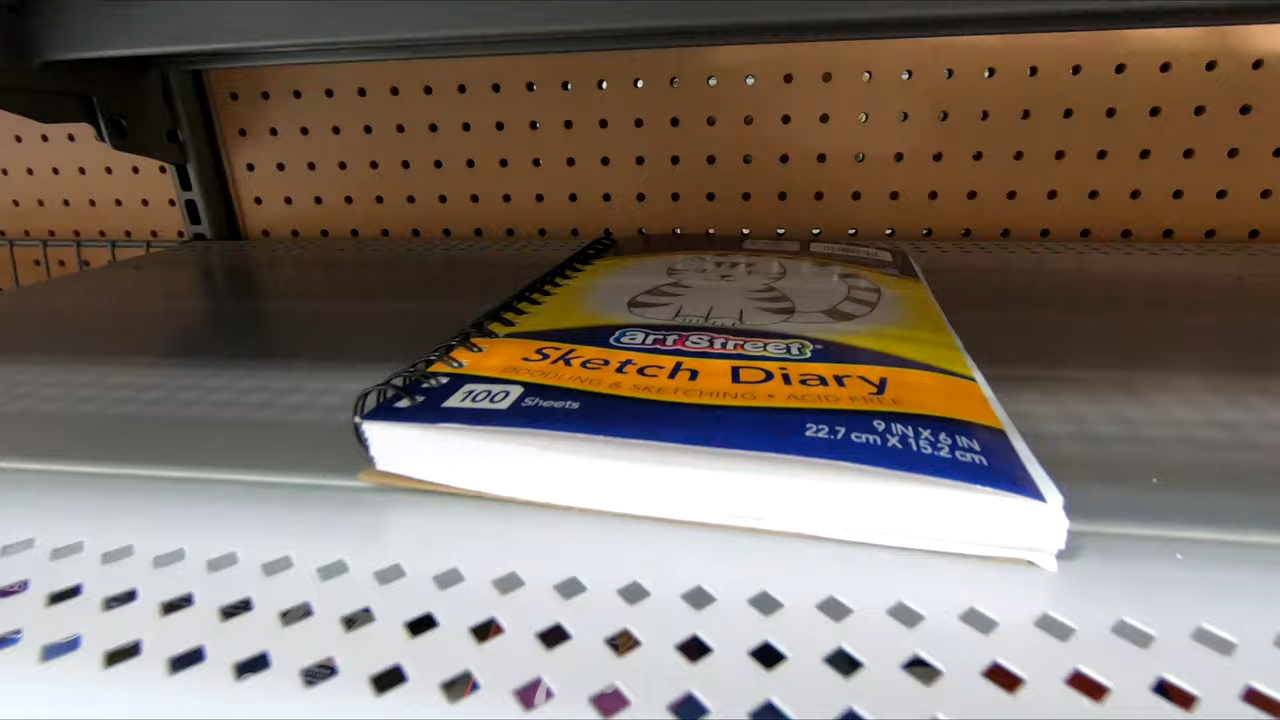 art Street
Sketch Diary
DOODLING & SKETCHING • ACID FREE
100 Sheets
9 IN X 6 IN
22.7 cm X 15.2 cm